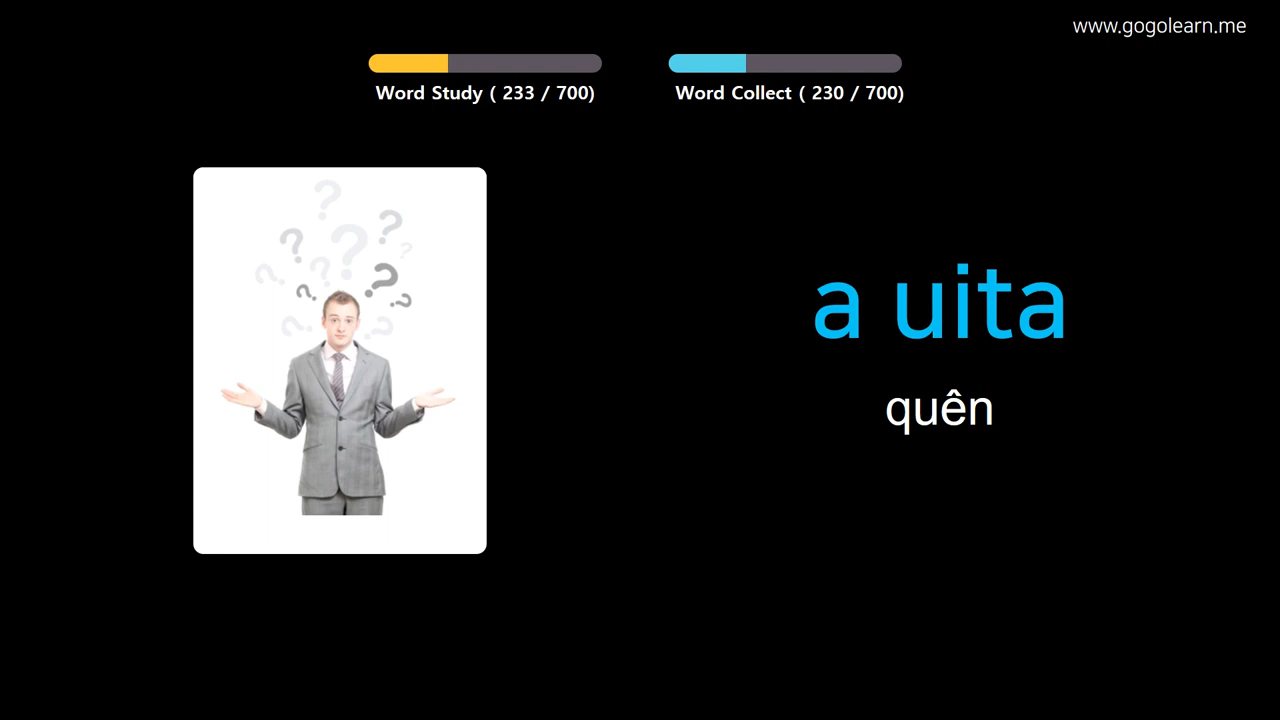 www.gogolearn.me
Word Study ( 233 / 700)
Word Collect ( 230 / 700)
a uita
quên